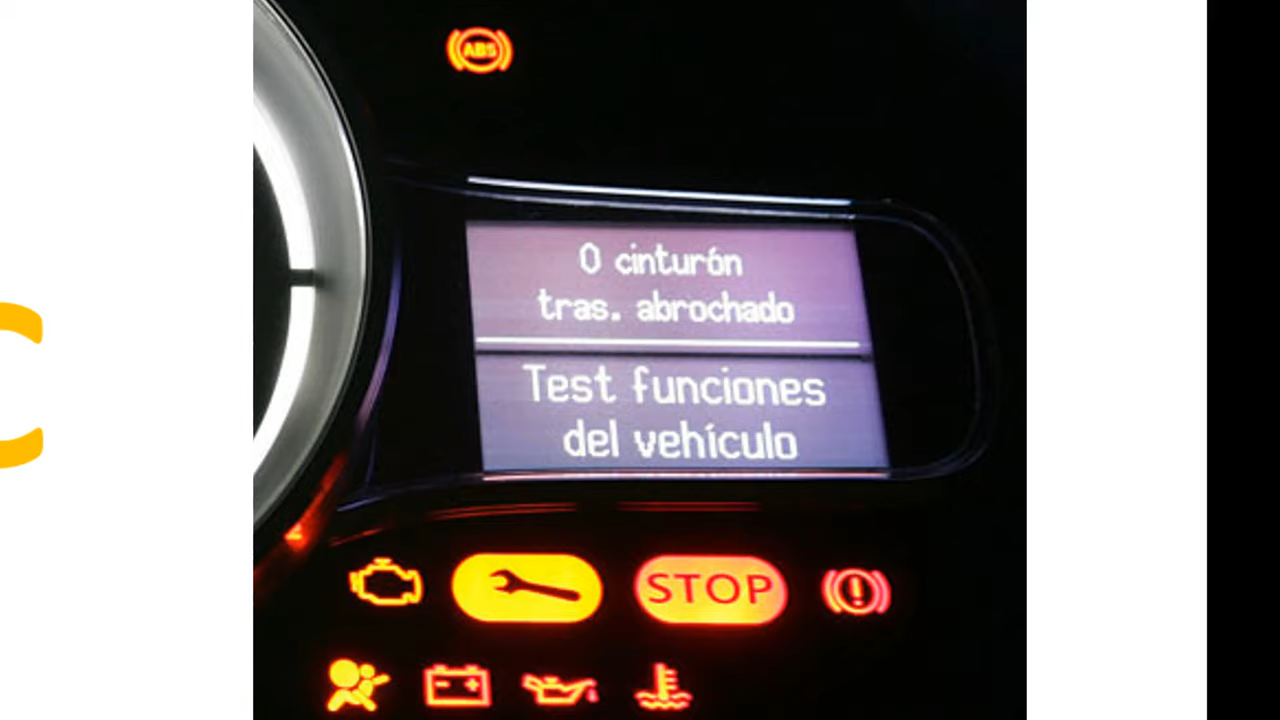 ABS
0 cinturón
tras. abrochado
Test funciones
del vehículo
STOP